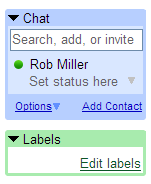 Chat
Search, add, or invite
Rob Miller
Set status here
Options Add Contact
Labels
Edit labels